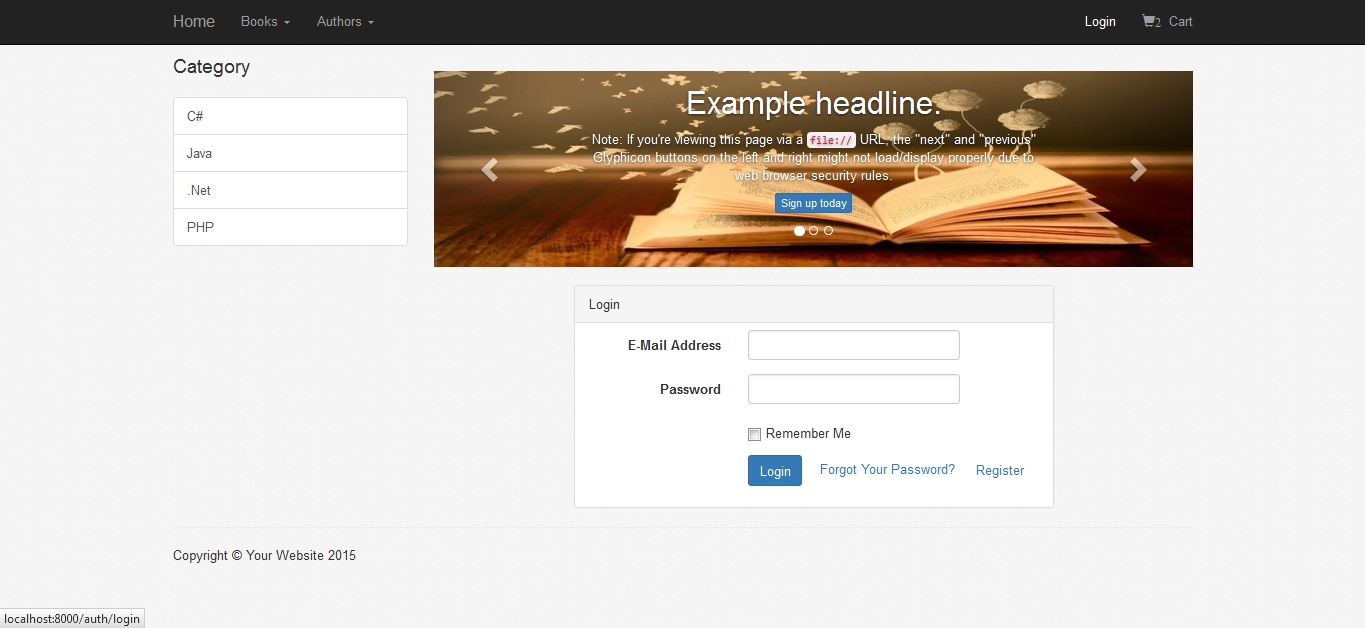 Home Books Authors Login 2 Cart
Category
C#
Java
.Net
PHP
Example headline.
Note: If you're viewing this page via a file:// URL, the "next" and "previous"
Glyphicon buttons on the left and right might not load/display properly due to
web browser security rules.
Sign up today
Login
E-Mail Address
Password
Remember Me
Login Forgot Your Password? Register
Copyright © Your Website 2015
localhost:8000/auth/login